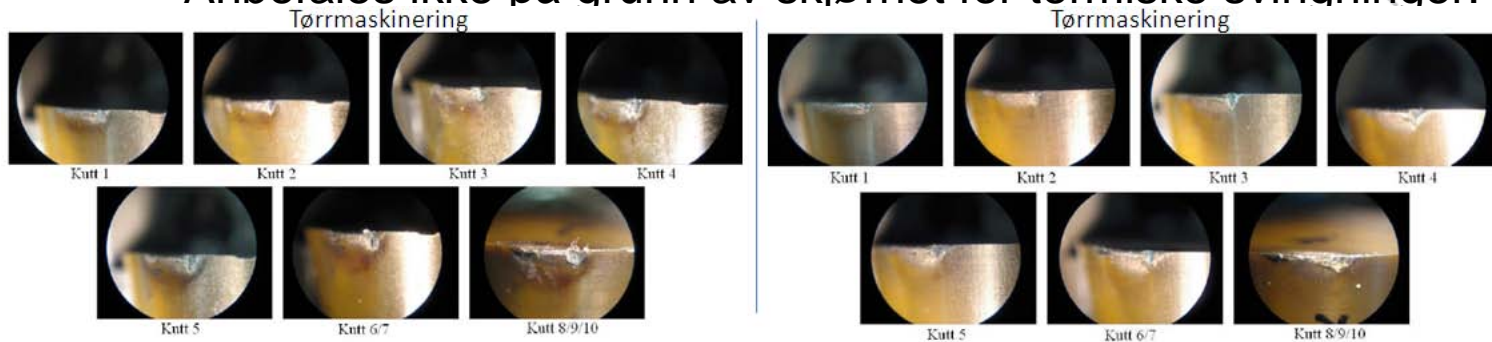 Anbefales ikke på grunn av skjørhet for termiske svingninger.
Tørrmaskinering
Kutt 1 Kutt 2 Kutt 3 Kutt 4
Kutt 5 Kutt 6/7 Kutt 8/9/10
Tørrmaskinering
Kutt 1 Kutt 2 Kutt 3 Kutt 4
Kutt 5 Kutt 6/7 Kutt 8/9/10